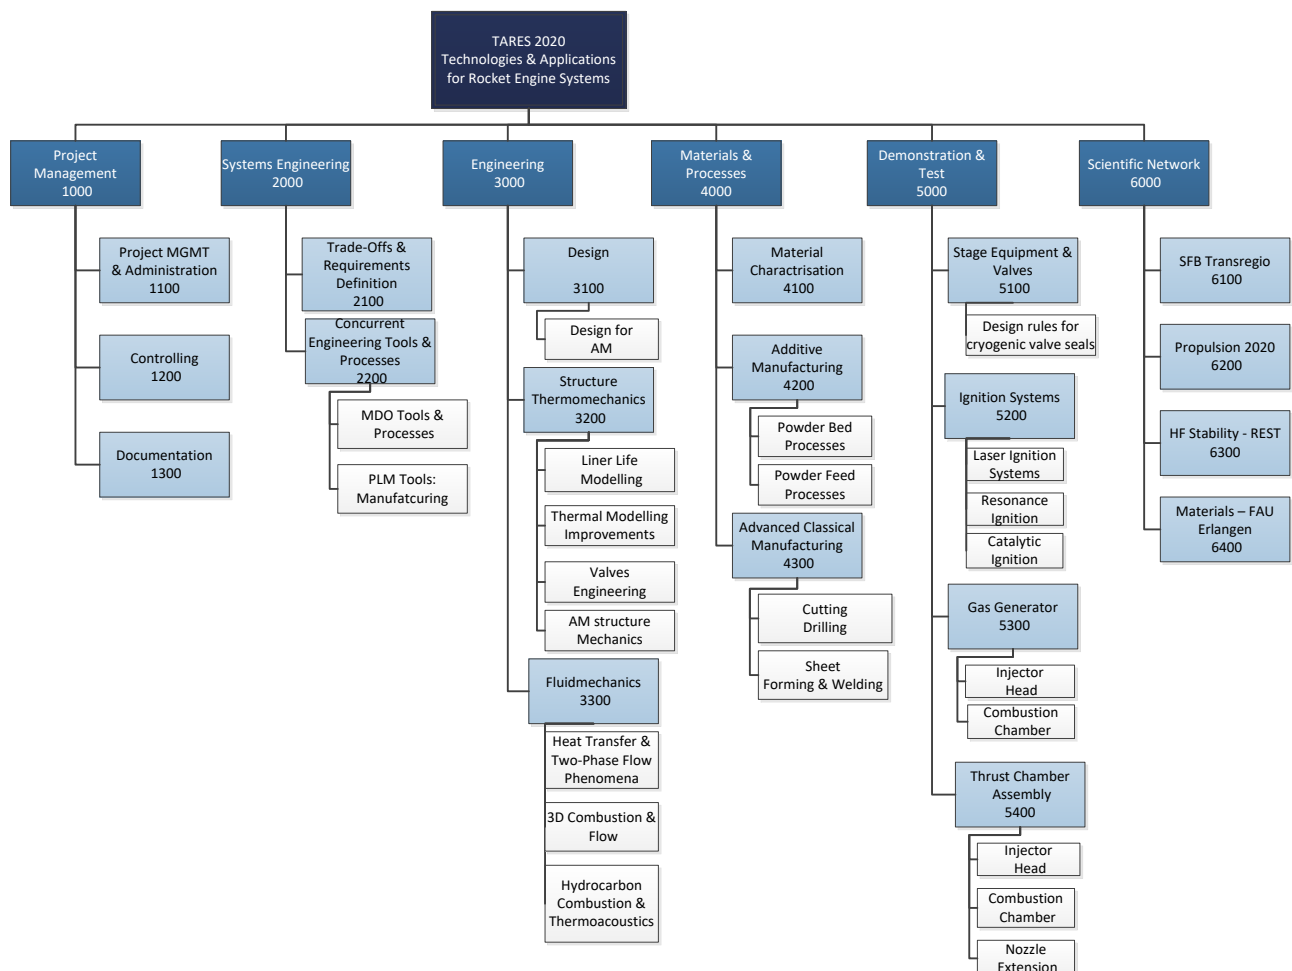 TARES 2020
Technologies & Applications
for Rocket Engine Systems
Project
Management
1000
Project MGMT
& Administration
1100
Controlling
1200
Documentation
1300
Systems Engineering
2000
Trade-Offs &
Requirements
Definition
2100
Concurrent
Engineering Tools &
Processes
2200
MDO Tools &
Processes
PLM Tools:
Manufatcuring
Engineering
3000
Design
3100
Design for
AM
Structure
Thermomechanics
3200
Liner Life
Modelling
Thermal Modelling
Improvements
Valves
Engineering
AM structure
Mechanics
Fluidmechanics
3300
Heat Transfer &
Two-Phase Flow
Phenomena
3D Combustion &
Flow
Hydrocarbon
Combustion &
Thermoacoustics
Materials &
Processes
4000
Material
Charactrisation
4100
Additive
Manufacturing
4200
Powder Bed
Processes
Powder Feed
Processes
Advanced Classical
Manufacturing
4300
Cutting
Drilling
Sheet
Forming & Welding
Demonstration &
Test
5000
Stage Equipment &
Valves
5100
Design rules for
cryogenic valve seals
Ignition Systems
5200
Laser Ignition
Systems
Resonance
Ignition
Catalytic
Ignition
Gas Generator
5300
Injector
Head
Combustion
Chamber
Thrust Chamber
Assembly
5400
Injector
Head
Combustion
Chamber
Nozzle
Extension
Scientific Network
6000
SFB Transregio
6100
Propulsion 2020
6200
HF Stability - REST
6300
Materials – FAU
Erlangen
6400